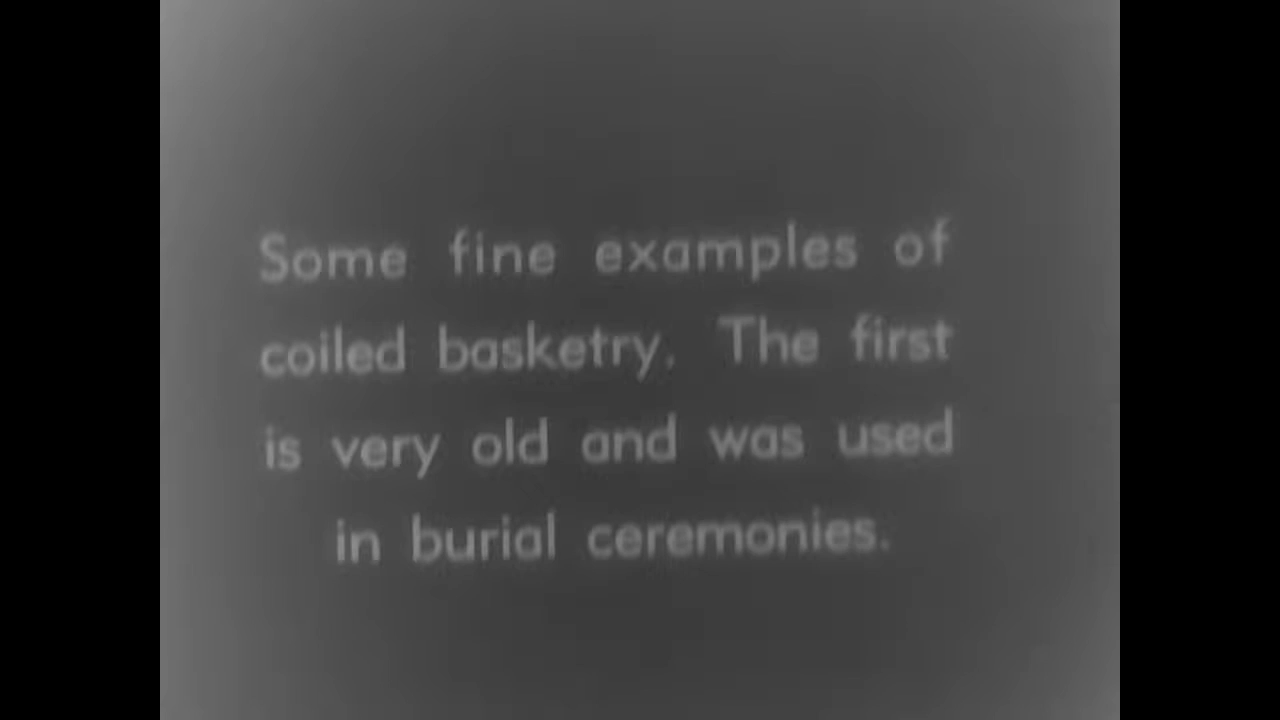 Some fine examples of
coiled basketry. The first
is very old and was used
in burial ceremonies.